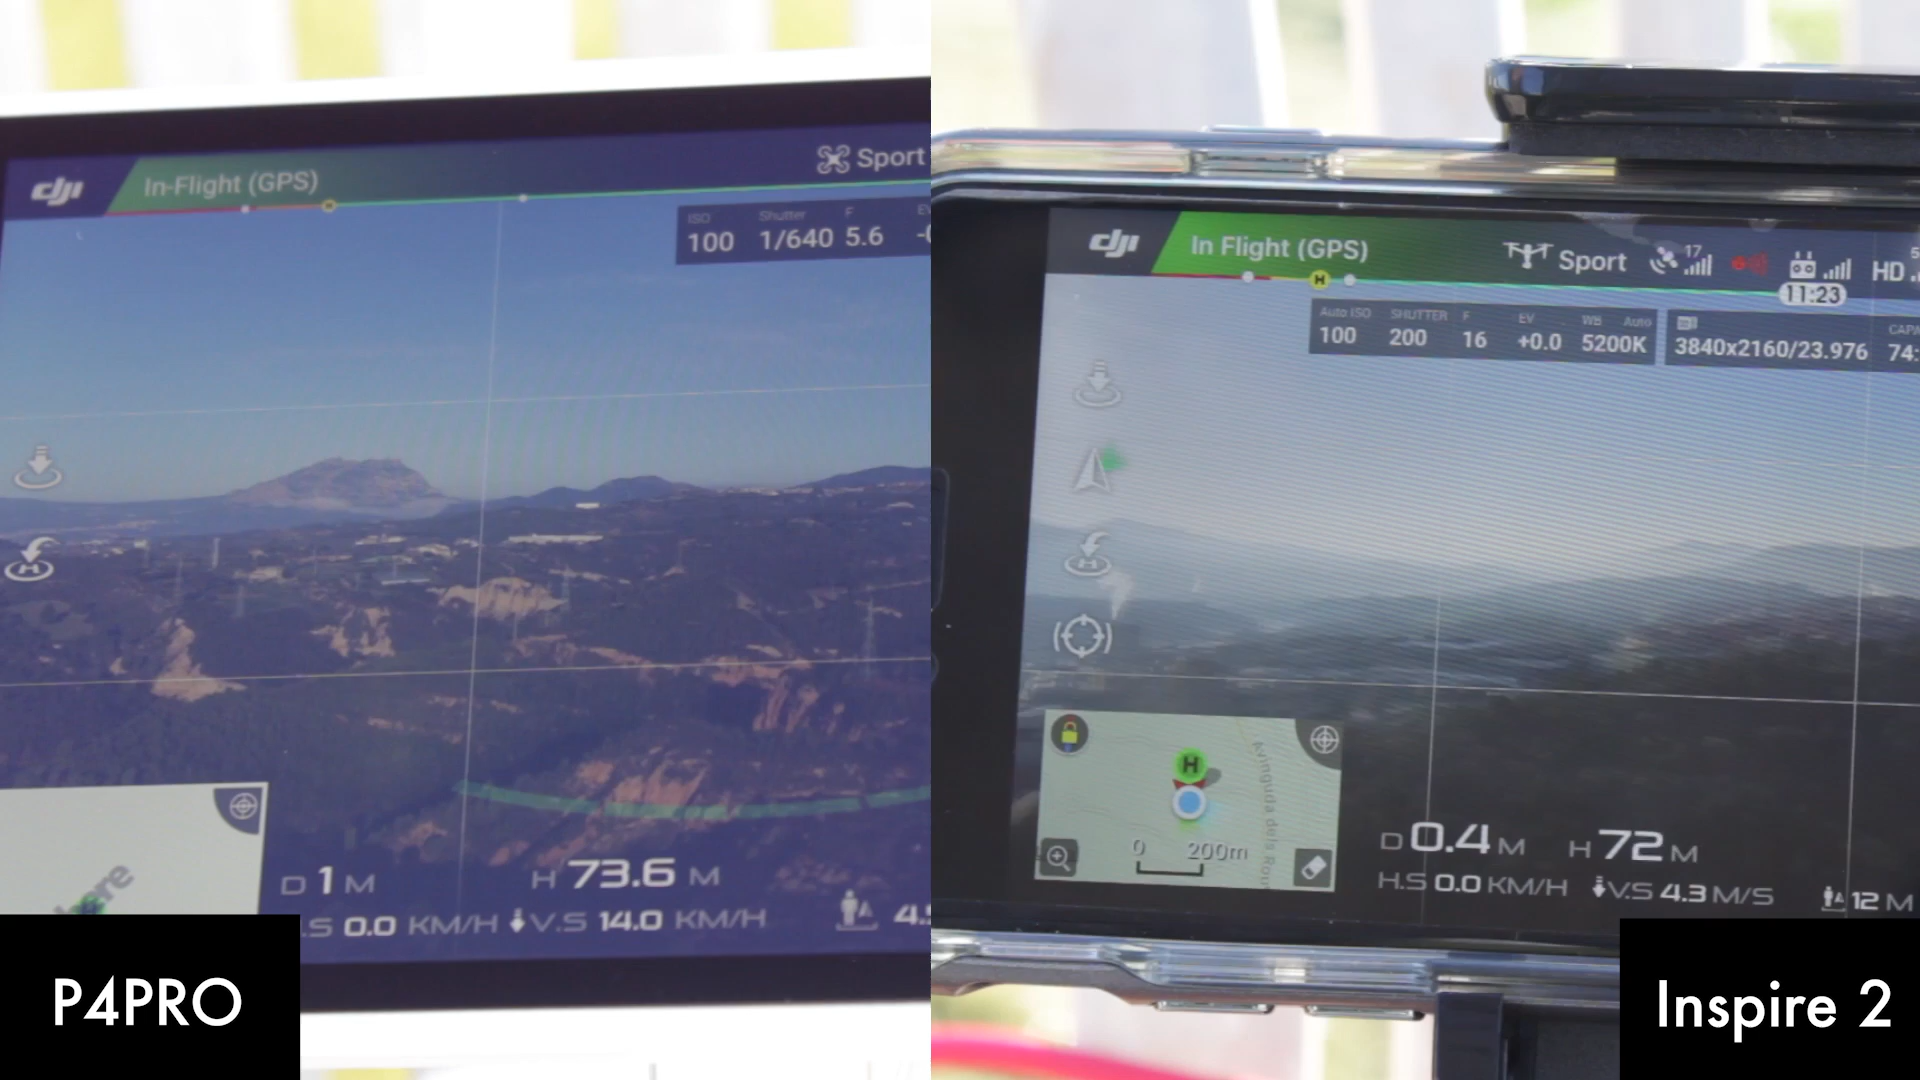 dji In-Flight (GPS) Sport
ISO Shutter F
100 1/640 5.6
D 1 M H 73.6 M
.S 0.0 KM/H V.S 14.0 KM/H
P4PRO
dji In Flight (GPS) Sport 17 HD
H 11:23
Auto ISO SHUTTER F EV WB Auto
100 200 16 +0.0 5200K 3840x2160/23.976 74:
H
0 200m
D 0.4 M H 72 M
H.S 0.0 KM/H V.S 4.3 M/S 12 M
Inspire 2